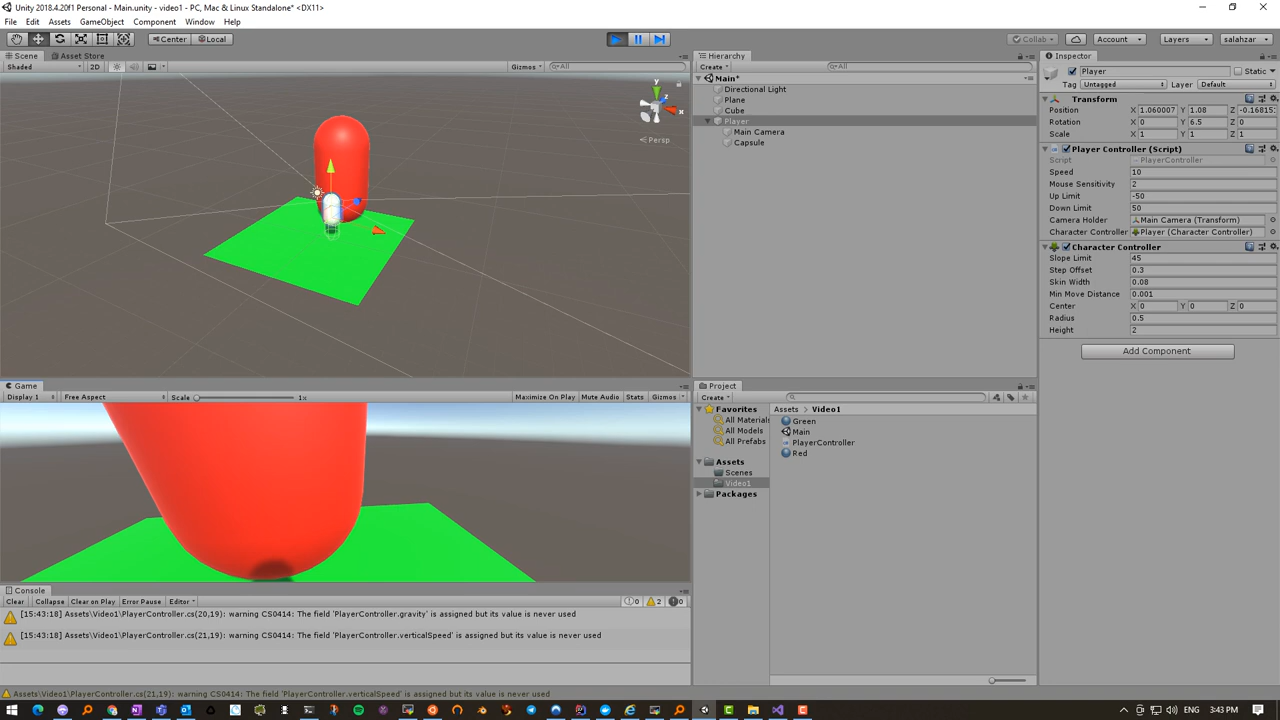 Unity 2018.4.20f1 Personal - Main.unity - video1 - PC, Mac & Linux Standalone* <DX11>
File Edit Assets GameObject Component Window Help
Center Local Collab Account Layers salahzar
Scene Asset Store
Shaded 2D Gizmos All
y
z
x
Persp
Game
Display 1 Free Aspect Scale 1x Maximize On Play Mute Audio Stats Gizmos
Console
Clear Collapse Clear on Play Error Pause Editor 0 2 0
[15:43:18] Assets\Video1\PlayerController.cs(20,19): warning CS0414: The field 'PlayerController.gravity' is assigned but its value is never used
[15:43:18] Assets\Video1\PlayerController.cs(21,19): warning CS0414: The field 'PlayerController.verticalSpeed' is assigned but its value is never used
Assets\Video1\PlayerController.cs(21,19): warning CS0414: The field 'PlayerController.verticalSpeed' is assigned but its value is never used
Hierarchy
Create All
Main*
Directional Light
Plane
Cube
Player
Main Camera
Capsule
Project
Create
Favorites
All Materials
All Models
All Prefabs
Assets
Scenes
Video1
Packages
Assets Video1
Green
Main
PlayerController
Red
Inspector
Player Static
Tag Untagged Layer Default
Transform
Position X 1.060007 Y 1.08 Z -0.16815
Rotation X 0 Y 6.5 Z 0
Scale X 1 Y 1 Z 1
Player Controller (Script)
Script PlayerController
Speed 10
Mouse Sensitivity 2
Up Limit -50
Down Limit 50
Camera Holder Main Camera (Transform)
Character Controller Player (Character Controller)
Character Controller
Slope Limit 45
Step Offset 0.3
Skin Width 0.08
Min Move Distance 0.001
Center X 0 Y 0 Z 0
Radius 0.5
Height 2
Add Component
ENG 3:43 PM